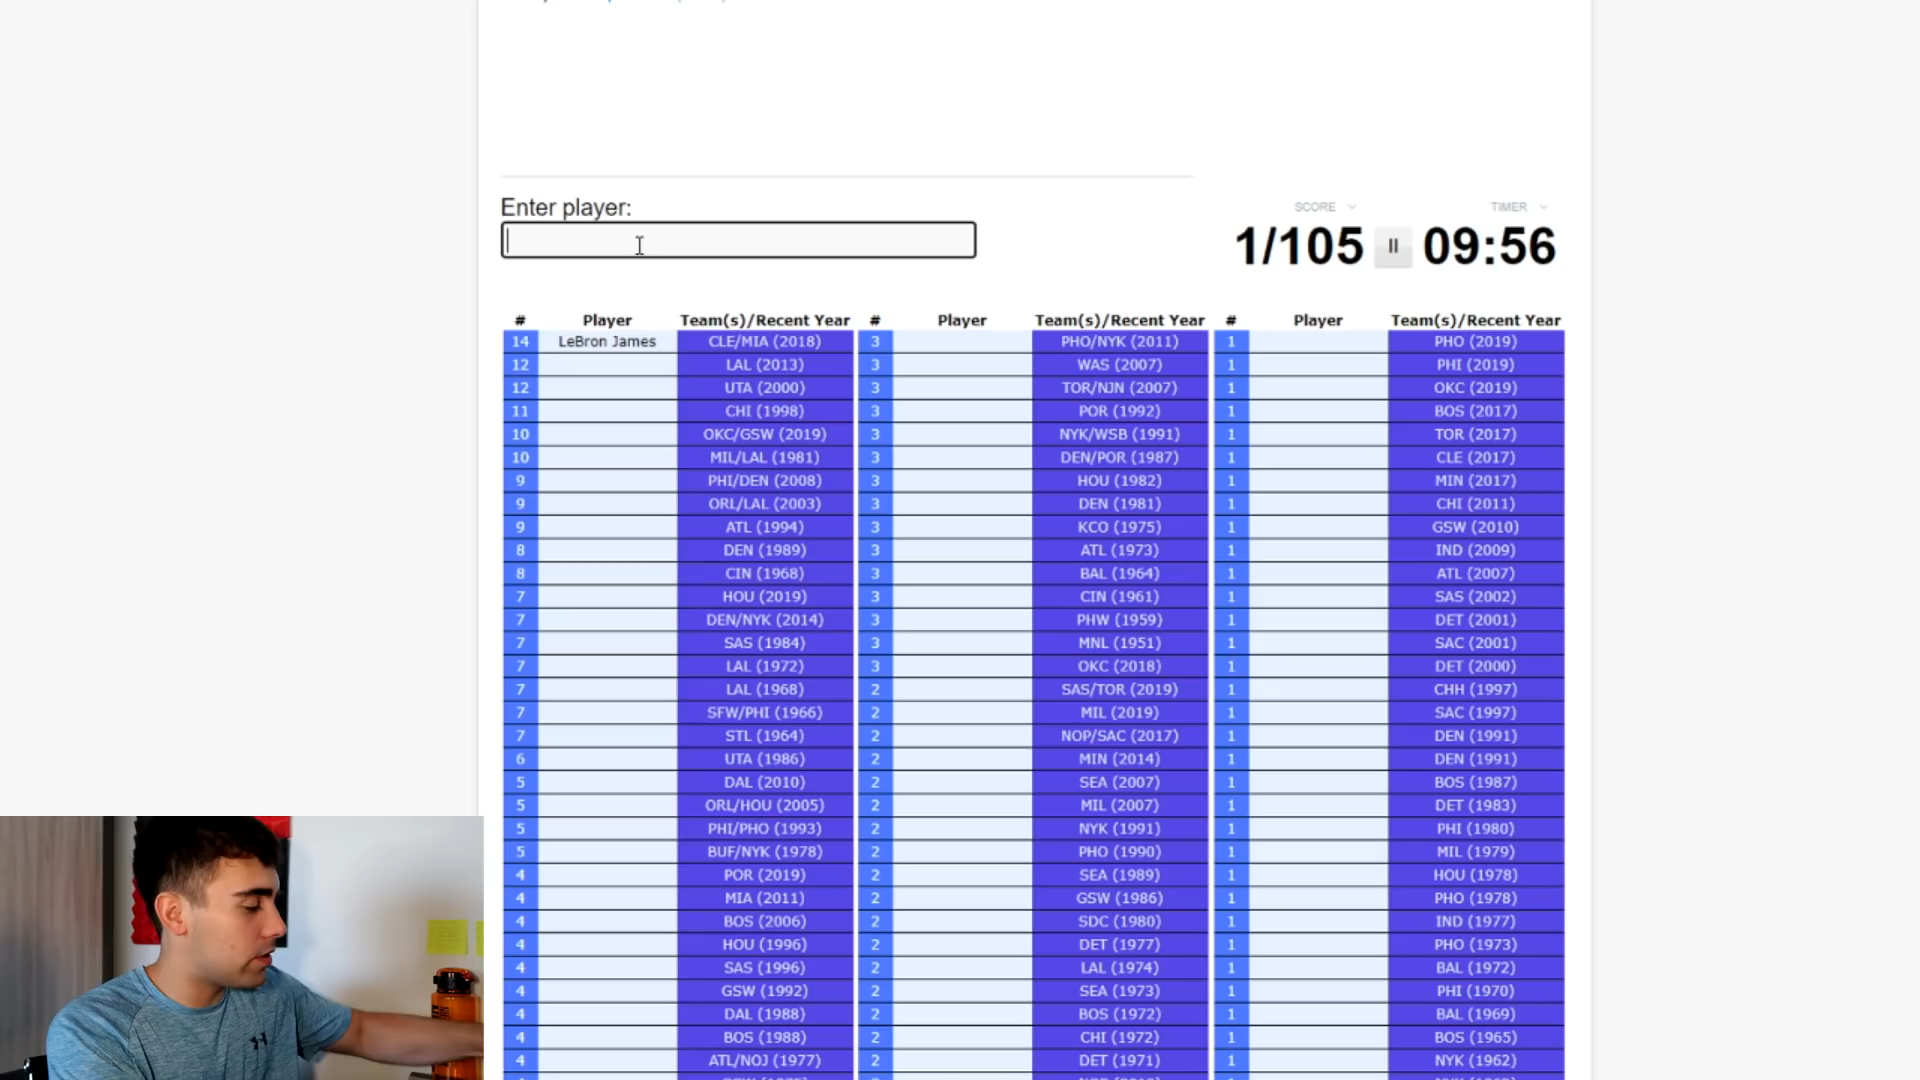 Enter player:
SCORE TIMER
1/105 09:56
# Player Team(s)/Recent Year # Player Team(s)/Recent Year # Player Team(s)/Recent Year
14 LeBron James CLE/MIA (2018) 3 PHO/NYK (2011) 1 PHO (2019)
12 LAL (2013) 3 WAS (2007) 1 PHI (2019)
12 UTA (2000) 3 TOR/NJN (2007) 1 OKC (2019)
11 CHI (1998) 3 POR (1992) 1 BOS (2017)
10 OKC/GSW (2019) 3 NYK/WSB (1991) 1 TOR (2017)
10 MIL/LAL (1981) 3 DEN/POR (1987) 1 CLE (2017)
9 PHI/DEN (2008) 3 HOU (1982) 1 MIN (2017)
9 ORL/LAL (2003) 3 DEN (1981) 1 CHI (2011)
9 ATL (1994) 3 KCO (1975) 1 GSW (2010)
8 DEN (1989) 3 ATL (1973) 1 IND (2009)
8 CIN (1968) 3 BAL (1964) 1 ATL (2007)
7 HOU (2019) 3 CIN (1961) 1 SAS (2002)
7 DEN/NYK (2014) 3 PHW (1959) 1 DET (2001)
7 SAS (1984) 3 MNL (1951) 1 SAC (2001)
7 LAL (1972) 3 OKC (2018) 1 DET (2000)
7 LAL (1968) 2 SAS/TOR (2019) 1 CHH (1997)
7 SFW/PHI (1966) 2 MIL (2019) 1 SAC (1997)
7 STL (1964) 2 NOP/SAC (2017) 1 DEN (1991)
6 UTA (1986) 2 MIN (2014) 1 DEN (1991)
5 DAL (2010) 2 SEA (2007) 1 BOS (1987)
5 ORL/HOU (2005) 2 MIL (2007) 1 DET (1983)
5 PHI/PHO (1993) 2 NYK (1991) 1 PHI (1980)
5 BUF/NYK (1978) 2 PHO (1990) 1 MIL (1979)
4 POR (2019) 2 SEA (1989) 1 HOU (1978)
4 MIA (2011) 2 GSW (1986) 1 PHO (1978)
4 BOS (2006) 2 SDC (1980) 1 IND (1977)
4 HOU (1996) 2 DET (1977) 1 PHO (1973)
4 SAS (1996) 2 LAL (1974) 1 BAL (1972)
4 GSW (1992) 2 SEA (1973) 1 PHI (1970)
4 DAL (1988) 2 BOS (1972) 1 BAL (1969)
4 BOS (1988) 2 CHI (1972) 1 BOS (1965)
4 ATL/NOJ (1977) 2 DET (1971) 1 NYK (1962)